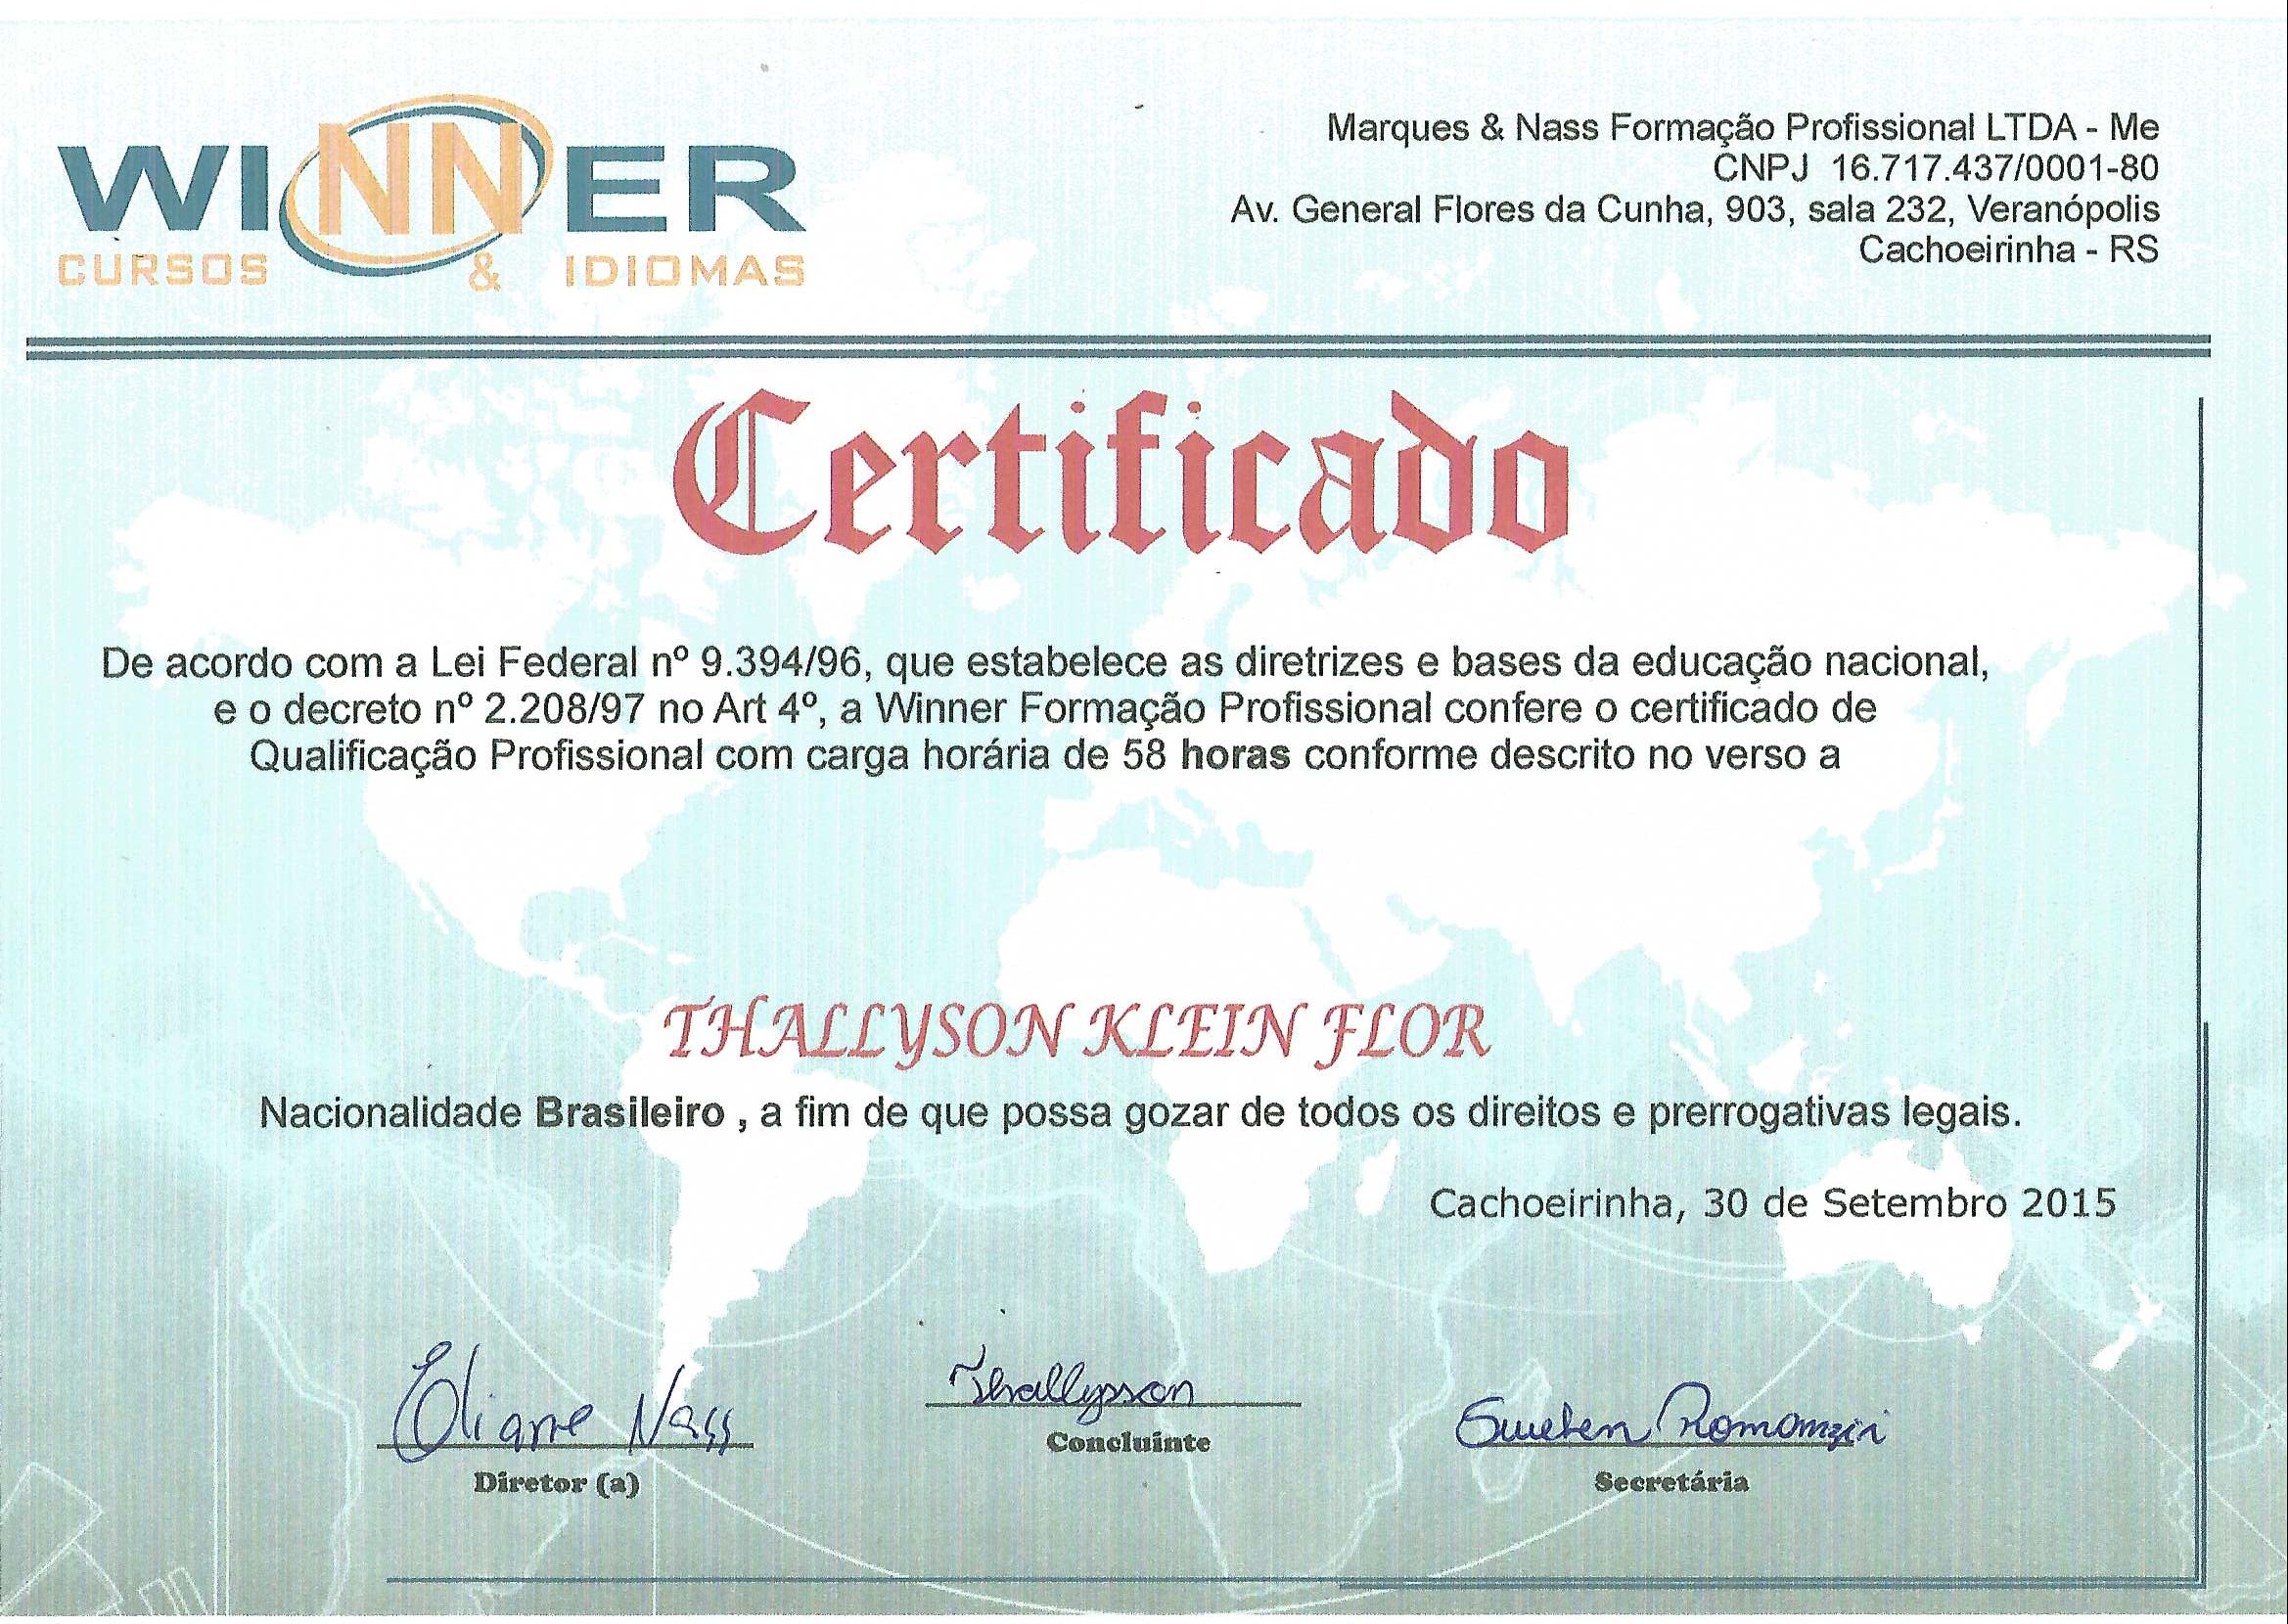 WINNER
CURSOS & IDIOMAS
Marques & Nass Formação Profissional LTDA - Me
CNPJ 16.717.437/0001-80
Av. General Flores da Cunha, 903, sala 232, Veranópolis
Cachoeirinha - RS
Certificado
De acordo com a Lei Federal nº 9.394/96, que estabelece as diretrizes e bases da educação nacional,
e o decreto nº 2.208/97 no Art 4º, a Winner Formação Profissional confere o certificado de
Qualificação Profissional com carga horária de 58 horas conforme descrito no verso a
THALLYSON KLEIN FLOR
Nacionalidade Brasileiro , a fim de que possa gozar de todos os direitos e prerrogativas legais.
Cachoeirinha, 30 de Setembro 2015
Eliane Nass
Diretor (a)
Thallysson
Concluinte
Secretária